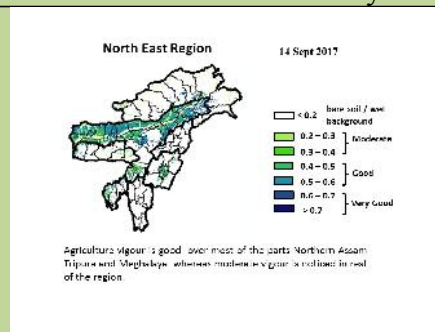 North East Region
14 Sept 2017
< 0.2 bare soil / wet
background
0.2 – 0.3
Moderate
0.3 – 0.4
0.4 – 0.5
Good
0.5 – 0.6
0.6 – 0.7
Very Good
> 0.7
Agriculture vigour is good over most of the parts Northern Assam
Tripura and Meghalaya whereas moderate vigour is noticed in rest
of the region.